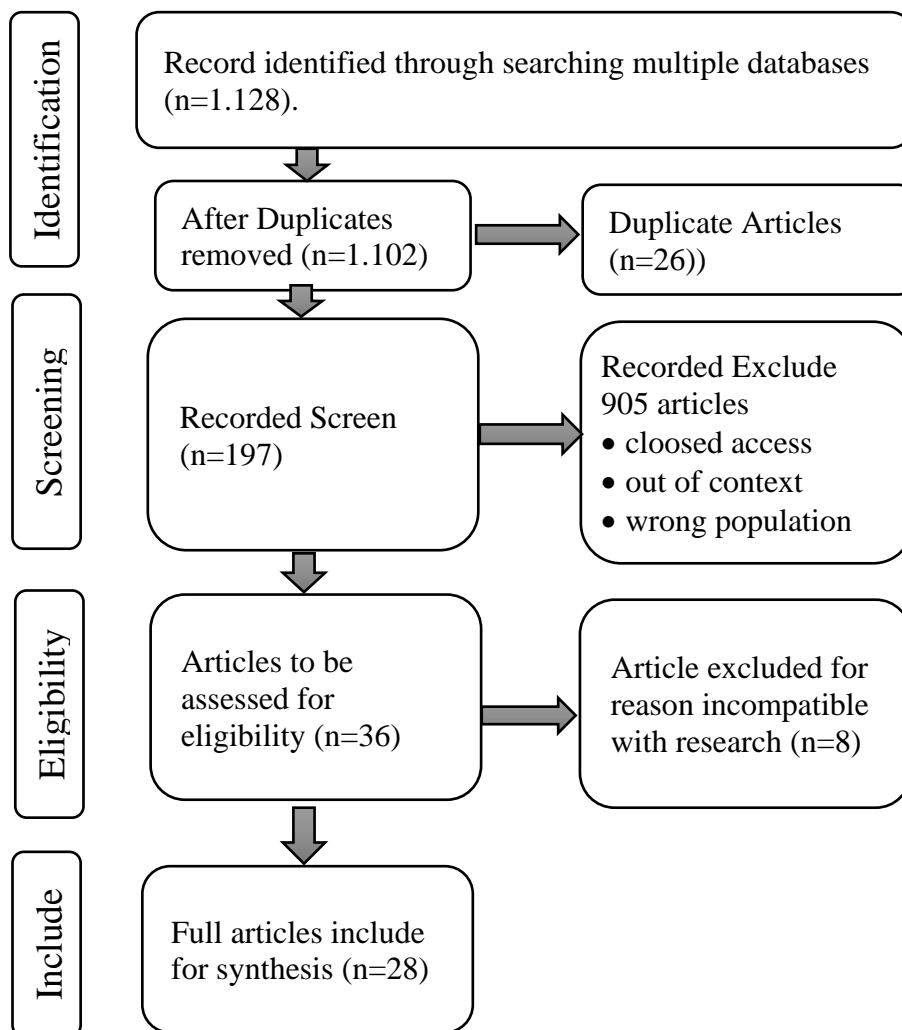 Identification
Record identified through searching multiple databases
(n=1.128).
After Duplicates
removed (n=1.102)
Duplicate Articles
(n=26))
Screening
Recorded Screen
(n=197)
Recorded Exclude
905 articles
• cloosed access
• out of context
• wrong population
Eligibility
Articles to be
assessed for
eligibility (n=36)
Article excluded for
reason incompatible
with research (n=8)
Include
Full articles include
for synthesis (n=28)